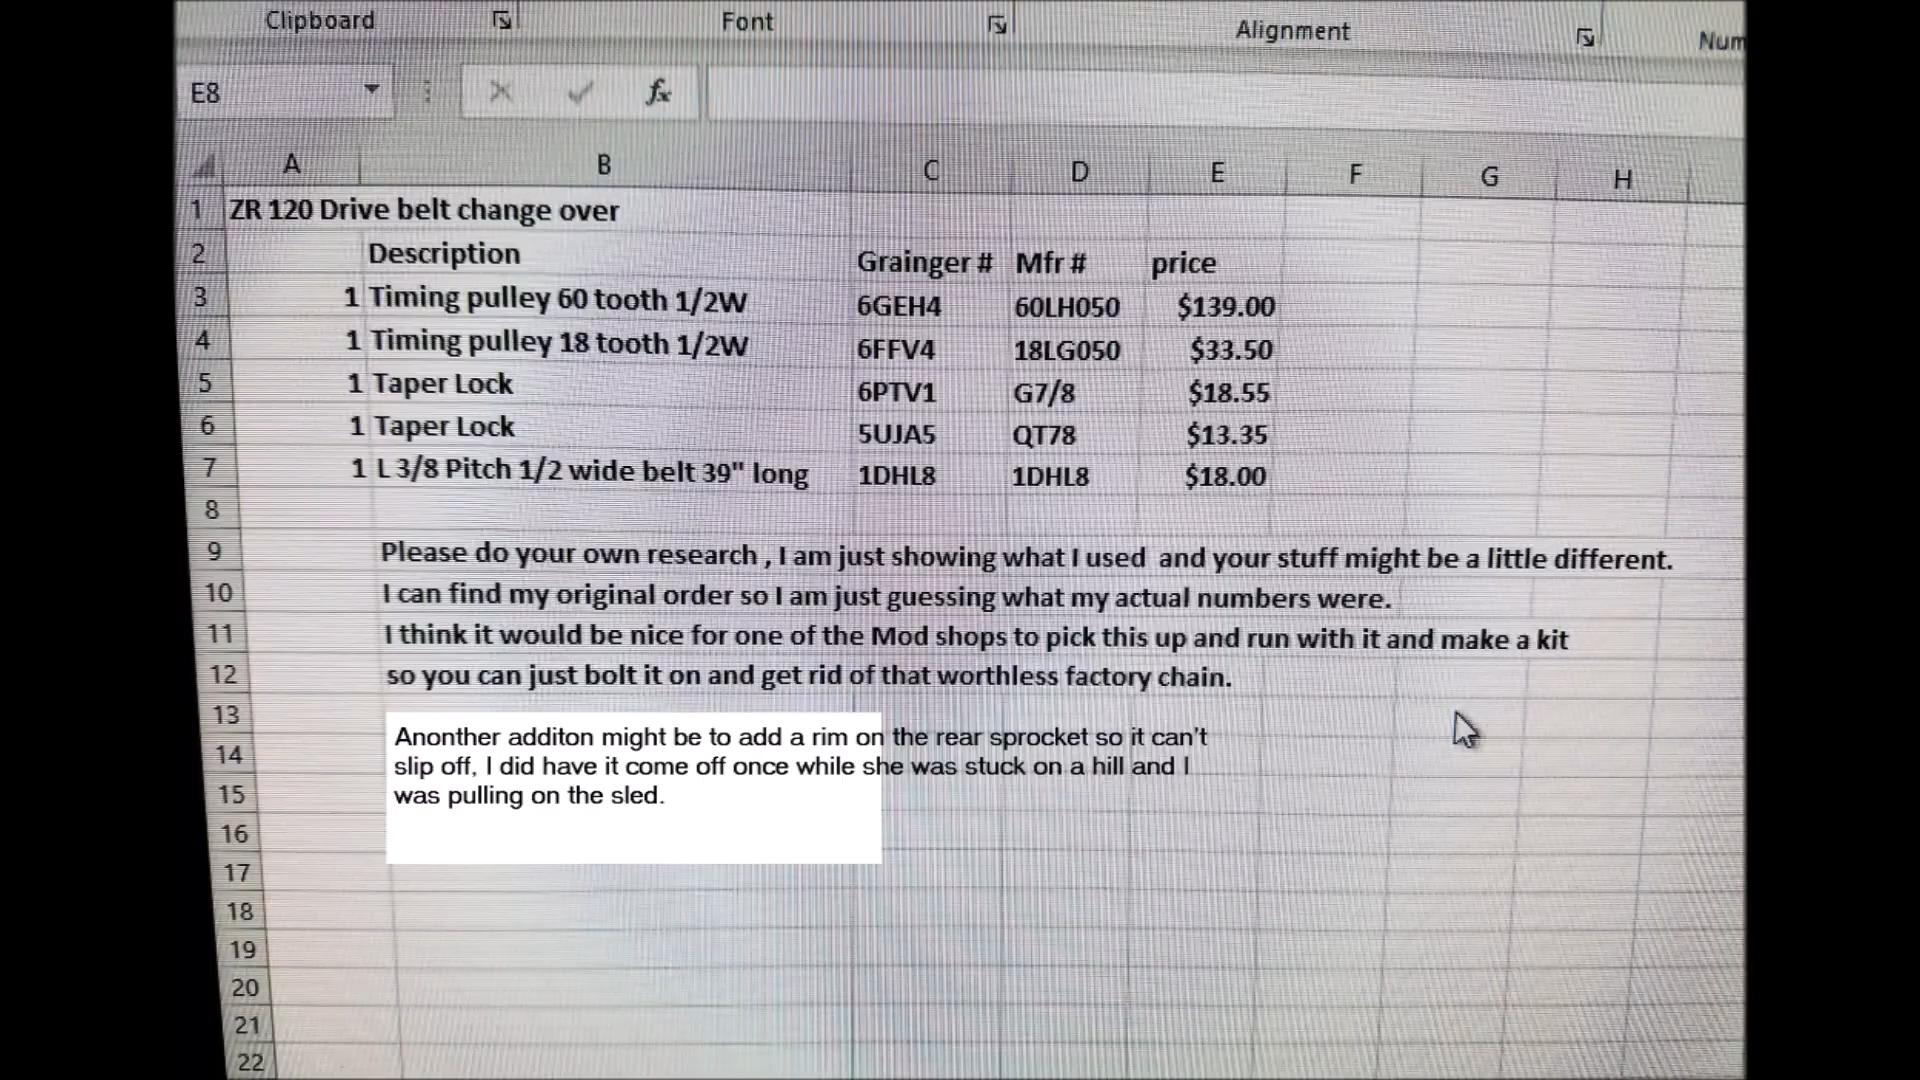 Clipboard Font Alignment Num
E8 fx
A B C D E F G H
1 ZR 120 Drive belt change over
2 Description Grainger # Mfr # price
3 1 Timing pulley 60 tooth 1/2W 6GEH4 60LH050 $139.00
4 1 Timing pulley 18 tooth 1/2W 6FFV4 18LG050 $33.50
5 1 Taper Lock 6PTV1 G7/8 $18.55
6 1 Taper Lock 5UJA5 QT78 $13.35
7 1 L 3/8 Pitch 1/2 wide belt 39" long 1DHL8 1DHL8 $18.00
8
9 Please do your own research , I am just showing what I used and your stuff might be a little different.
10 I can find my original order so I am just guessing what my actual numbers were.
11 I think it would be nice for one of the Mod shops to pick this up and run with it and make a kit
12 so you can just bolt it on and get rid of that worthless factory chain.
13
Anonther additon might be to add a rim on the rear sprocket so it can't
14
slip off, I did have it come off once while she was stuck on a hill and I
15 was pulling on the sled.
16
17
18
19
20
21
22